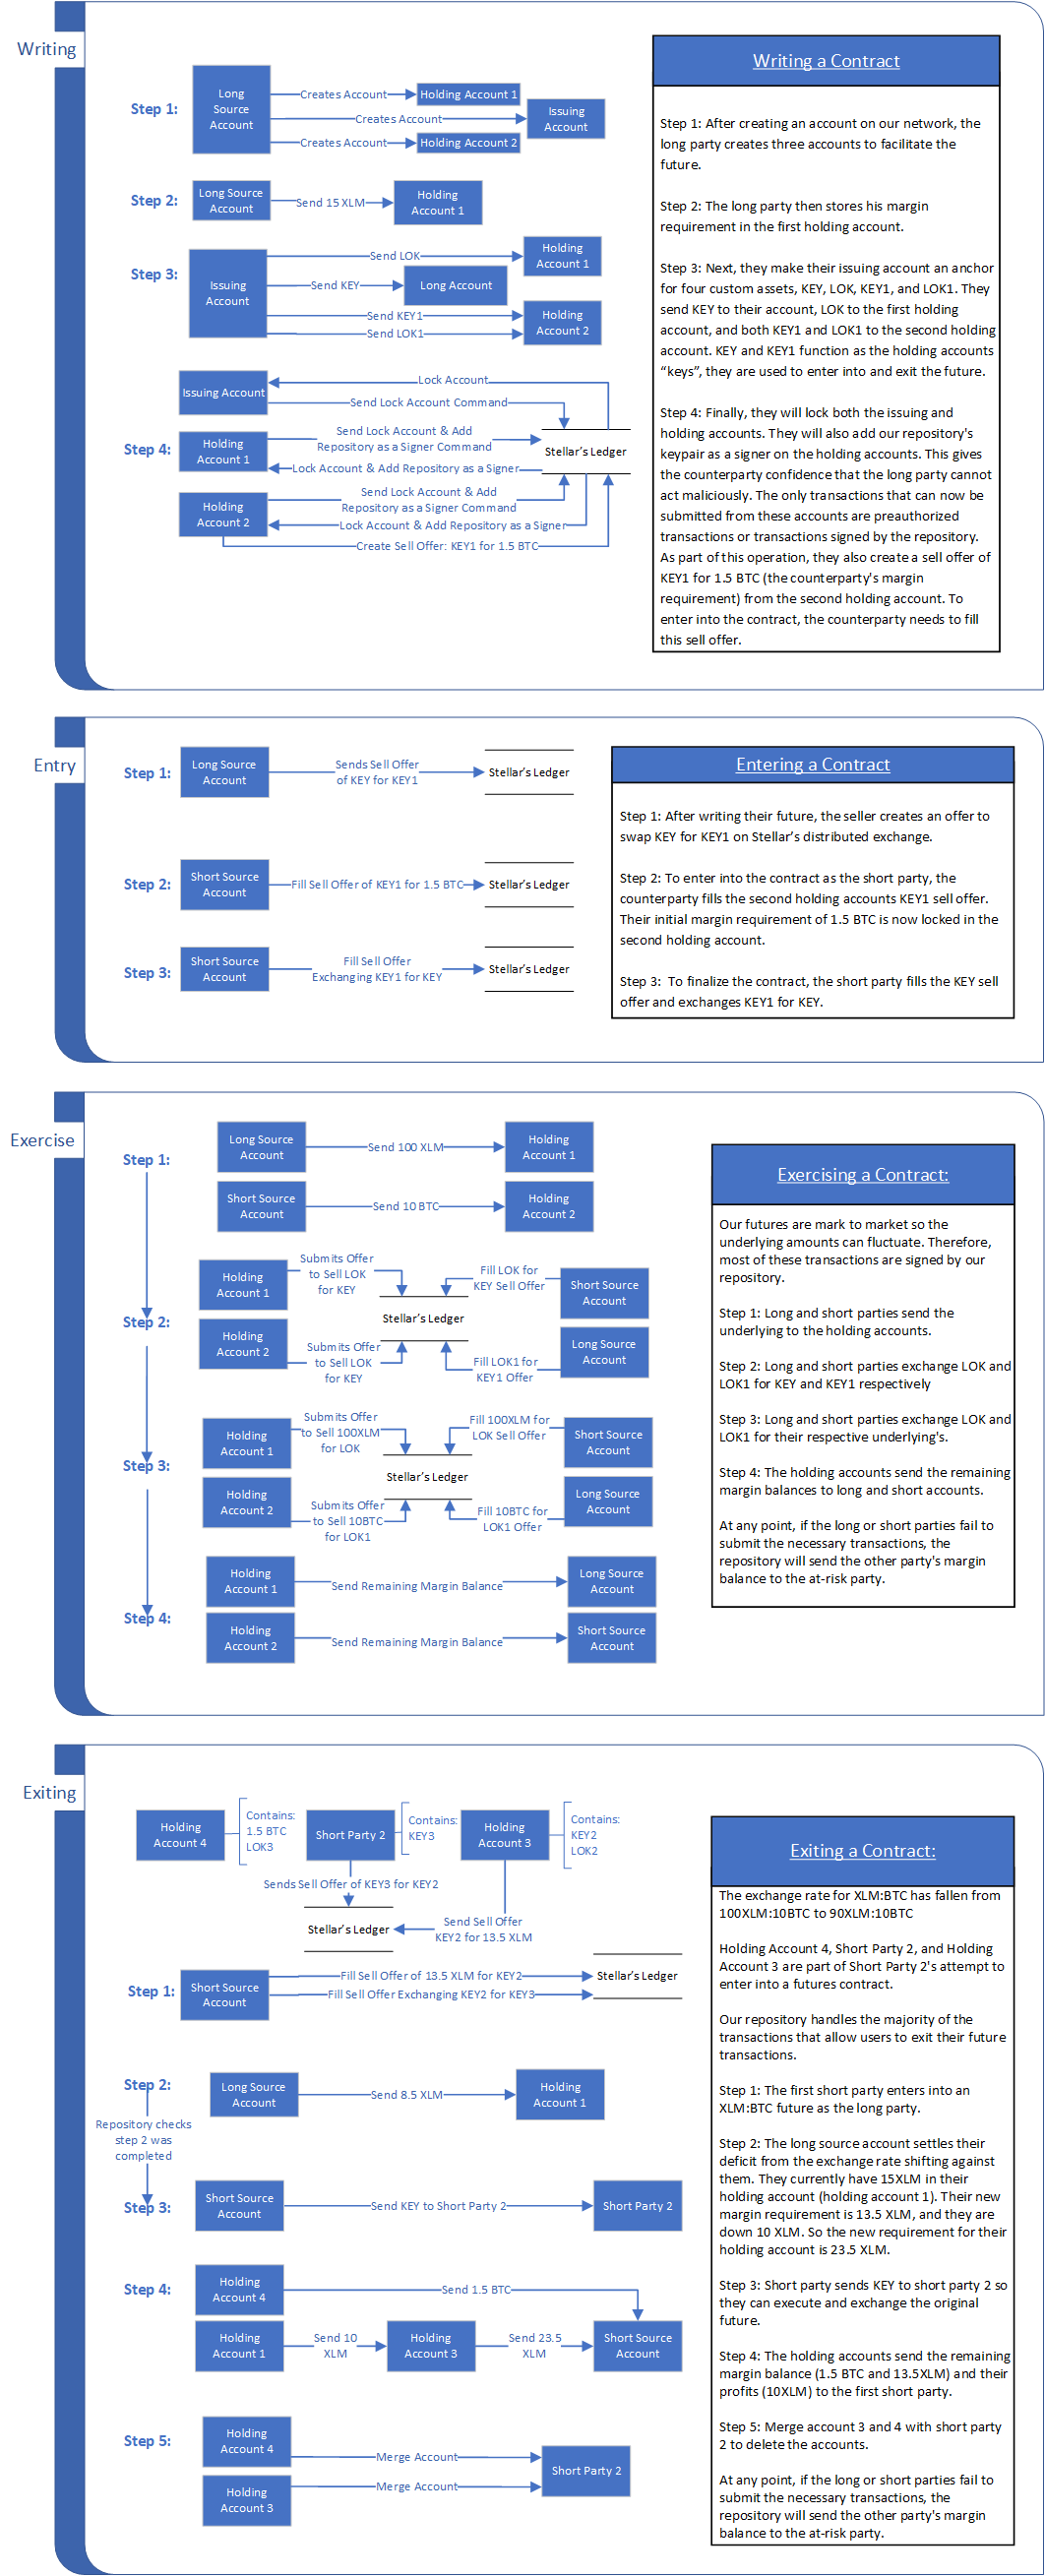 Writing
Step 1:
Long
Source
Account
Creates Account
Holding Account 1
Creates Account
Issuing
Account
Creates Account
Holding Account 2
Step 2:
Long Source
Account
Send 15 XLM
Holding
Account 1
Step 3:
Issuing
Account
Send LOK
Holding
Account 1
Send KEY
Long Account
Send KEY1
Send LOK1
Holding
Account 2
Step 4:
Issuing Account
Lock Account
Send Lock Account Command
Holding
Account 1
Send Lock Account & Add
Repository as a Signer Command
Stellar's Ledger
Lock Account & Add Repository as a Signer
Holding
Account 2
Send Lock Account & Add
Repository as a Signer Command
Lock Account & Add Repository as a Signer
Create Sell Offer: KEY1 for 1.5 BTC
Writing a Contract
Step 1: After creating an account on our network, the
long party creates three accounts to facilitate the
future.
Step 2: The long party then stores his margin
requirement in the first holding account.
Step 3: Next, they make their issuing account an anchor
for four custom assets, KEY, LOK, KEY1, and LOK1. They
send KEY to their account, LOK to the first holding
account, and both KEY1 and LOK1 to the second holding
account. KEY and KEY1 function as the holding accounts
“keys”, they are used to enter into and exit the future.
Step 4: Finally, they will lock both the issuing and
holding accounts. They will also add our repository's
keypair as a signer on the holding accounts. This gives
the counterparty confidence that the long party cannot
act maliciously. The only transactions that can now be
submitted from these accounts are preauthorized
transactions or transactions signed by the repository.
As part of this operation, they also create a sell offer of
KEY1 for 1.5 BTC (the counterparty's margin
requirement) from the second holding account. To
enter into the contract, the counterparty needs to fill
this sell offer.
Entry
Step 1:
Long Source
Account
Sends Sell Offer
of KEY for KEY1
Stellar's Ledger
Step 2:
Short Source
Account
Fill Sell Offer of KEY1 for 1.5 BTC
Stellar's Ledger
Step 3:
Short Source
Account
Fill Sell Offer
Exchanging KEY1 for KEY
Stellar's Ledger
Entering a Contract
Step 1: After writing their future, the seller creates an offer to
swap KEY for KEY1 on Stellar’s distributed exchange.
Step 2: To enter into the contract as the short party, the
counterparty fills the second holding accounts KEY1 sell offer.
Their initial margin requirement of 1.5 BTC is now locked in the
second holding account.
Step 3:  To finalize the contract, the short party fills the KEY sell
offer and exchanges KEY1 for KEY.
Exercise
Step 1:
Long Source
Account
Send 100 XLM
Holding
Account 1
Short Source
Account
Send 10 BTC
Holding
Account 2
Step 2:
Holding
Account 1
Submits Offer
to Sell LOK
for KEY
Fill LOK for
KEY Sell Offer
Short Source
Account
Stellar's Ledger
Holding
Account 2
Submits Offer
to Sell LOK
for KEY
Fill LOK1 for
KEY1 Offer
Long Source
Account
Step 3:
Holding
Account 1
Submits Offer
to Sell 100XLM
for LOK
Fill 100XLM for
LOK Sell Offer
Short Source
Account
Stellar's Ledger
Holding
Account 2
Submits Offer
to Sell 10BTC
for LOK1
Fill 10BTC for
LOK1 Offer
Long Source
Account
Step 4:
Holding
Account 1
Send Remaining Margin Balance
Long Source
Account
Holding
Account 2
Send Remaining Margin Balance
Short Source
Account
Exercising a Contract:
Our futures are mark to market so the
underlying amounts can fluctuate. Therefore,
most of these transactions are signed by our
repository.
Step 1: Long and short parties send the
underlying to the holding accounts.
Step 2: Long and short parties exchange LOK and
LOK1 for KEY and KEY1 respectively
Step 3: Long and short parties exchange LOK and
LOK1 for their respective underlying's.
Step 4: The holding accounts send the remaining
margin balances to long and short accounts.
At any point, if the long or short parties fail to
submit the necessary transactions, the
repository will send the other party's margin
balance to the at-risk party.
Exiting
Holding
Account 4
Contains:
1.5 BTC
LOK3
Short Party 2
Contains:
KEY3
Holding
Account 3
Contains:
KEY2
LOK2
Sends Sell Offer of KEY3 for KEY2
Stellar's Ledger
Send Sell Offer
KEY2 for 13.5 XLM
Step 1:
Short Source
Account
Fill Sell Offer of 13.5 XLM for KEY2
Fill Sell Offer Exchanging KEY2 for KEY3
Stellar's Ledger
Step 2:
Long Source
Account
Send 8.5 XLM
Holding
Account 1
Repository checks
step 2 was
completed
Step 3:
Short Source
Account
Send KEY to Short Party 2
Short Party 2
Step 4:
Holding
Account 4
Send 1.5 BTC
Holding
Account 1
Send 10
XLM
Holding
Account 3
Send 23.5
XLM
Short Source
Account
Step 5:
Holding
Account 4
Merge Account
Short Party 2
Holding
Account 3
Merge Account
Exiting a Contract:
The exchange rate for XLM:BTC has fallen from
100XLM:10BTC to 90XLM:10BTC
Holding Account 4, Short Party 2, and Holding
Account 3 are part of Short Party 2's attempt to
enter into a futures contract.
Our repository handles the majority of the
transactions that allow users to exit their future
transactions.
Step 1: The first short party enters into an
XLM:BTC future as the long party.
Step 2: The long source account settles their
deficit from the exchange rate shifting against
them. They currently have 15XLM in their
holding account (holding account 1). Their new
margin requirement is 13.5 XLM, and they are
down 10 XLM. So the new requirement for their
holding account is 23.5 XLM.
Step 3: Short party sends KEY to short party 2 so
they can execute and exchange the original
future.
Step 4: The holding accounts send the remaining
margin balance (1.5 BTC and 13.5XLM) and their
profits (10XLM) to the first short party.
Step 5: Merge account 3 and 4 with short party
2 to delete the accounts.
At any point, if the long or short parties fail to
submit the necessary transactions, the
repository will send the other party's margin
balance to the at-risk party.